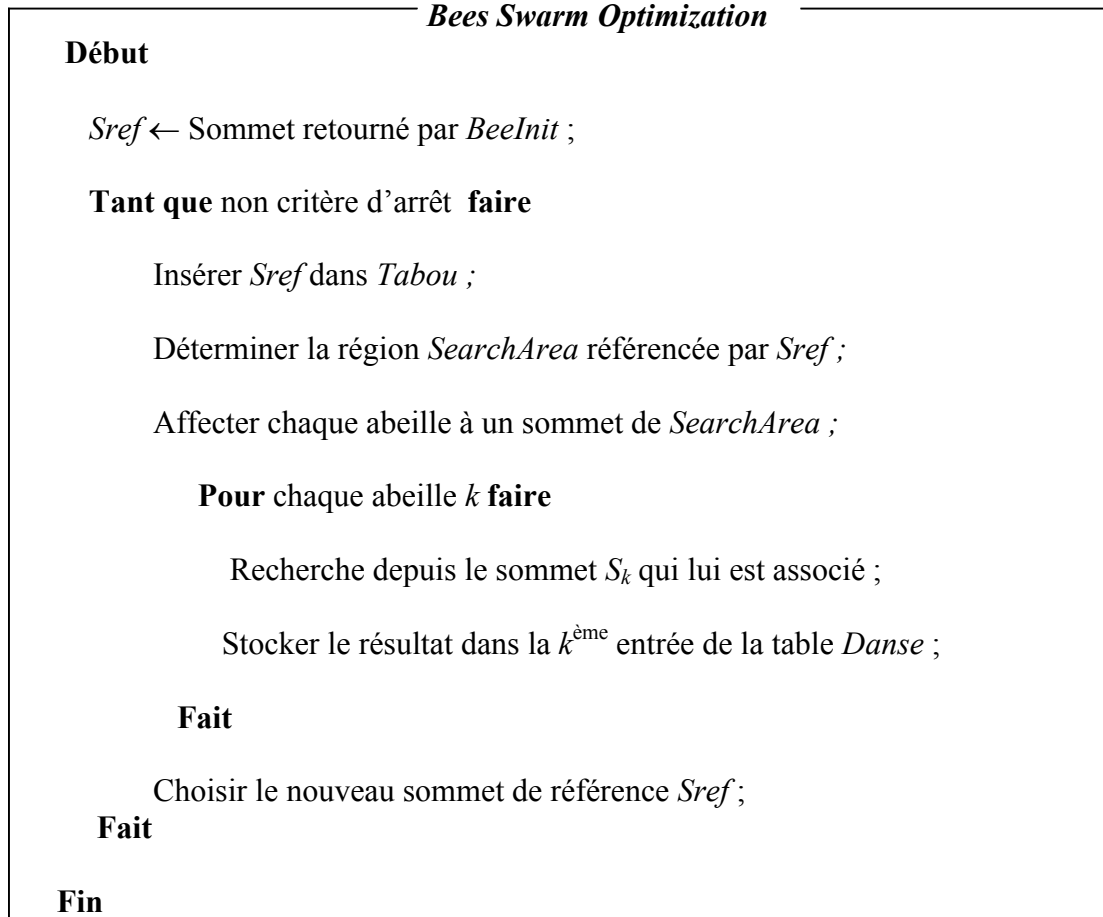 Bees Swarm Optimization
Début
Sref ← Sommet retourné par BeeInit ;
Tant que non critère d’arrêt faire
Insérer Sref dans Tabou ;
Déterminer la région SearchArea référencée par Sref ;
Affecter chaque abeille à un sommet de SearchArea ;
Pour chaque abeille k faire
Recherche depuis le sommet Sk qui lui est associé ;
Stocker le résultat dans la kème entrée de la table Danse ;
Fait
Choisir le nouveau sommet de référence Sref ;
Fait
Fin